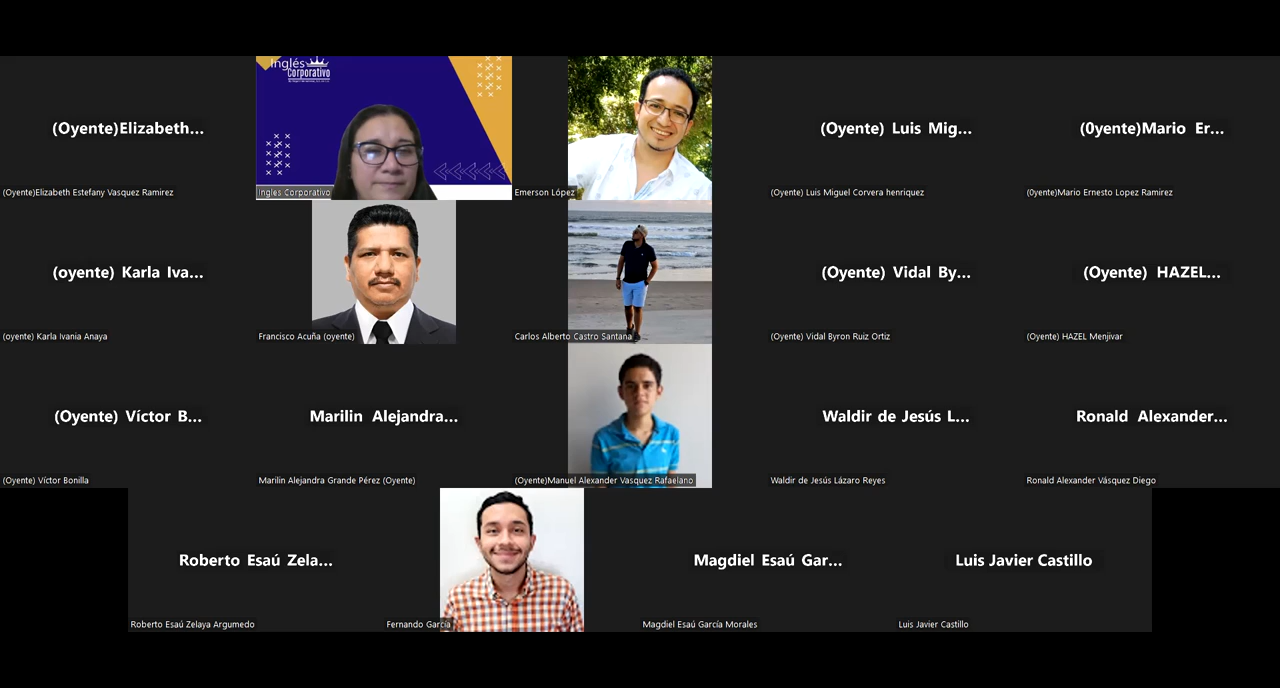 (Oyente)Elizabeth...
(Oyente)Elizabeth Estefany Vasquez Ramirez
Inglés
Corporativo
Ingles Corporativo
Emerson López
(Oyente) Luis Mig...
(Oyente) Luis Miguel Corvera henriquez
(0yente)Mario Er...
(0yente)Mario Ernesto Lopez Ramirez
(oyente) Karla Iva...
(oyente) Karla Ivania Anaya
Francisco Acuña (oyente)
Carlos Alberto Castro Santana
(Oyente) Vidal By...
(Oyente) Vidal Byron Ruiz Ortiz
(Oyente) HAZEL...
(Oyente) HAZEL Menjivar
(Oyente) Víctor B...
(Oyente) Víctor Bonilla
Marilin Alejandra...
Marilin Alejandra Grande Pérez (Oyente)
(Oyente)Manuel Alexander Vasquez Rafaelano
Waldir de Jesús L...
Waldir de Jesús Lázaro Reyes
Ronald Alexander...
Ronald Alexander Vásquez Diego
Roberto Esaú Zela...
Roberto Esaú Zelaya Argumedo
Fernando García
Magdiel Esaú Gar...
Magdiel Esaú García Morales
Luis Javier Castillo
Luis Javier Castillo